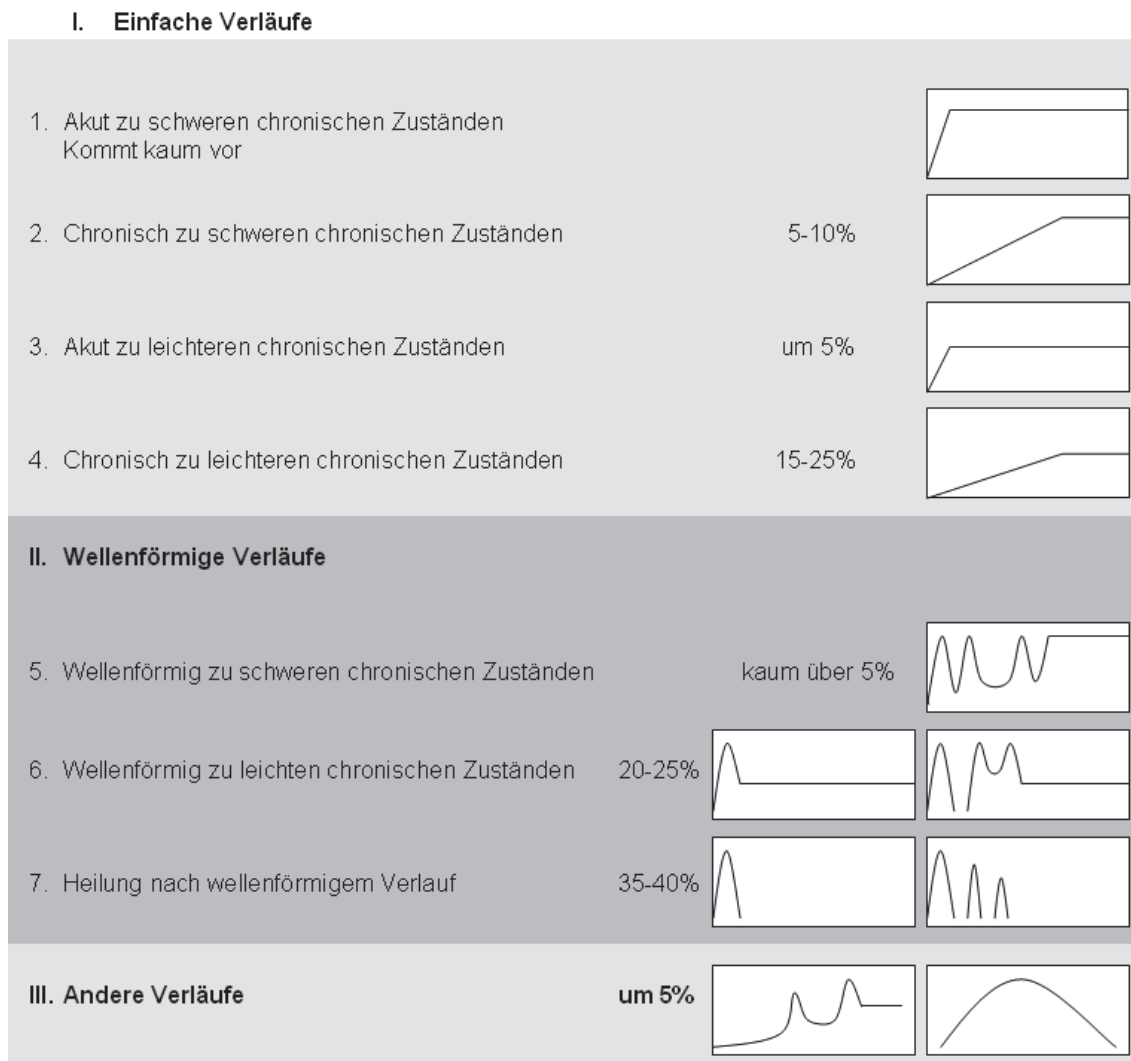 I. Einfache Verläufe
1. Akut zu schweren chronischen Zuständen
Kommt kaum vor
2. Chronisch zu schweren chronischen Zuständen 5-10%
3. Akut zu leichteren chronischen Zuständen um 5%
4. Chronisch zu leichteren chronischen Zuständen 15-25%
II. Wellenförmige Verläufe
5. Wellenförmig zu schweren chronischen Zuständen kaum über 5%
6. Wellenförmig zu leichten chronischen Zuständen 20-25%
7. Heilung nach wellenförmigem Verlauf 35-40%
III. Andere Verläufe um 5%